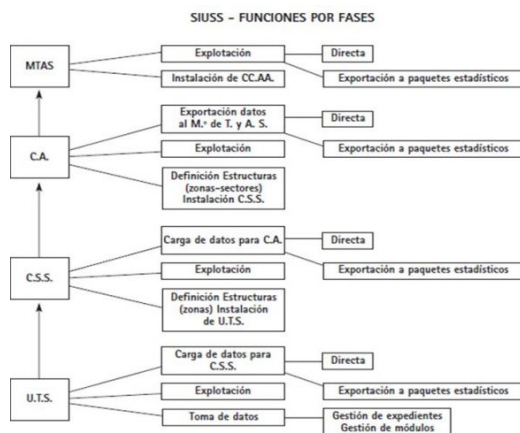 SIUSS - FUNCIONES POR FASES
MTAS
Explotación
Directa
Instalación de CC.AA.
Exportación a paquetes estadísticos
C.A.
Exportación datos
al M.º de T. y A. S.
Directa
Explotación
Exportación a paquetes estadísticos
Definición Estructuras
(zonas-sectores)
Instalación C.S.S.
C.S.S.
Carga de datos para C.A.
Directa
Explotación
Exportación a paquetes estadísticos
Definición Estructuras
(zonas) Instalación
de U.T.S.
U.T.S.
Carga de datos para
C.S.S.
Directa
Explotación
Exportación a paquetes estadísticos
Toma de datos
Gestión de expedientes
Gestión de módulos